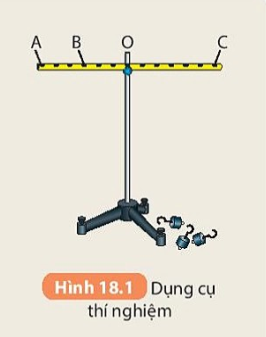 A B O C
Hình 18.1 Dụng cụ
thí nghiệm